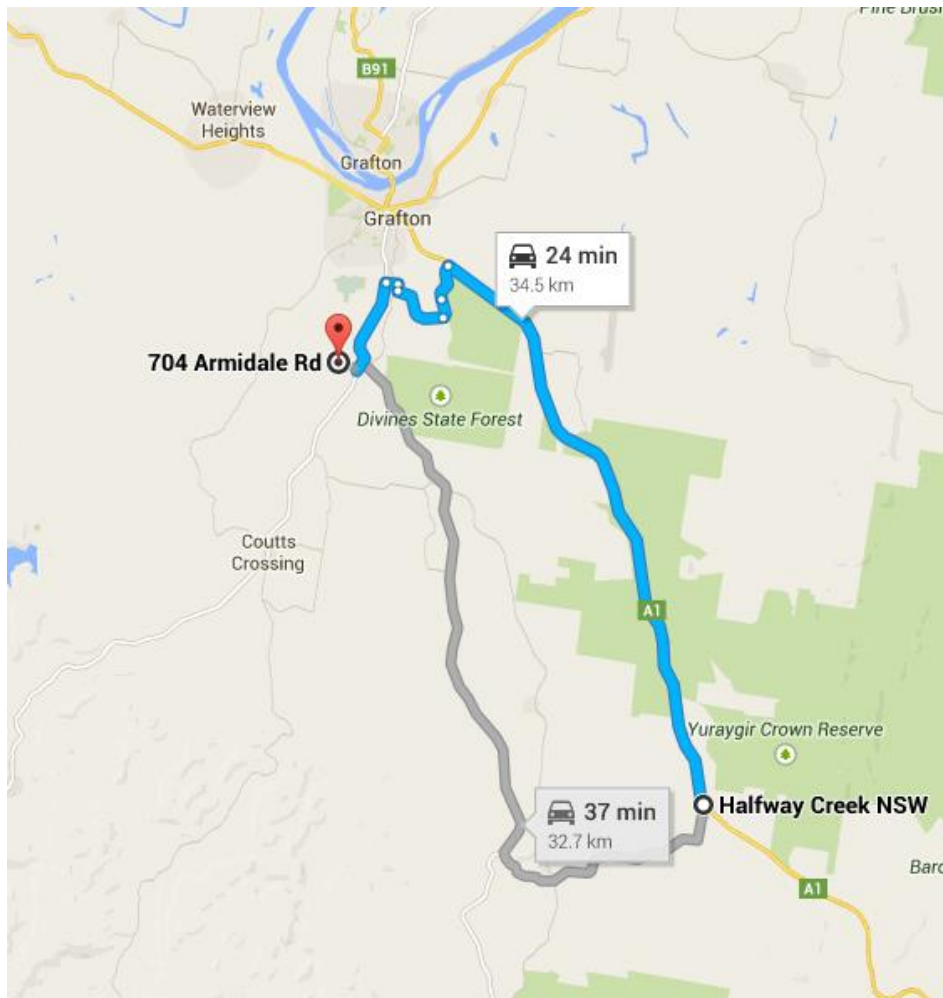 Pine Brush
B91
Waterview
Heights
Grafton
Grafton
24 min
34.5 km
704 Armidale Rd
Divines State Forest
Coutts
Crossing
A1
Yuraygir Crown Reserve
37 min
32.7 km
Halfway Creek NSW
A1
Barc